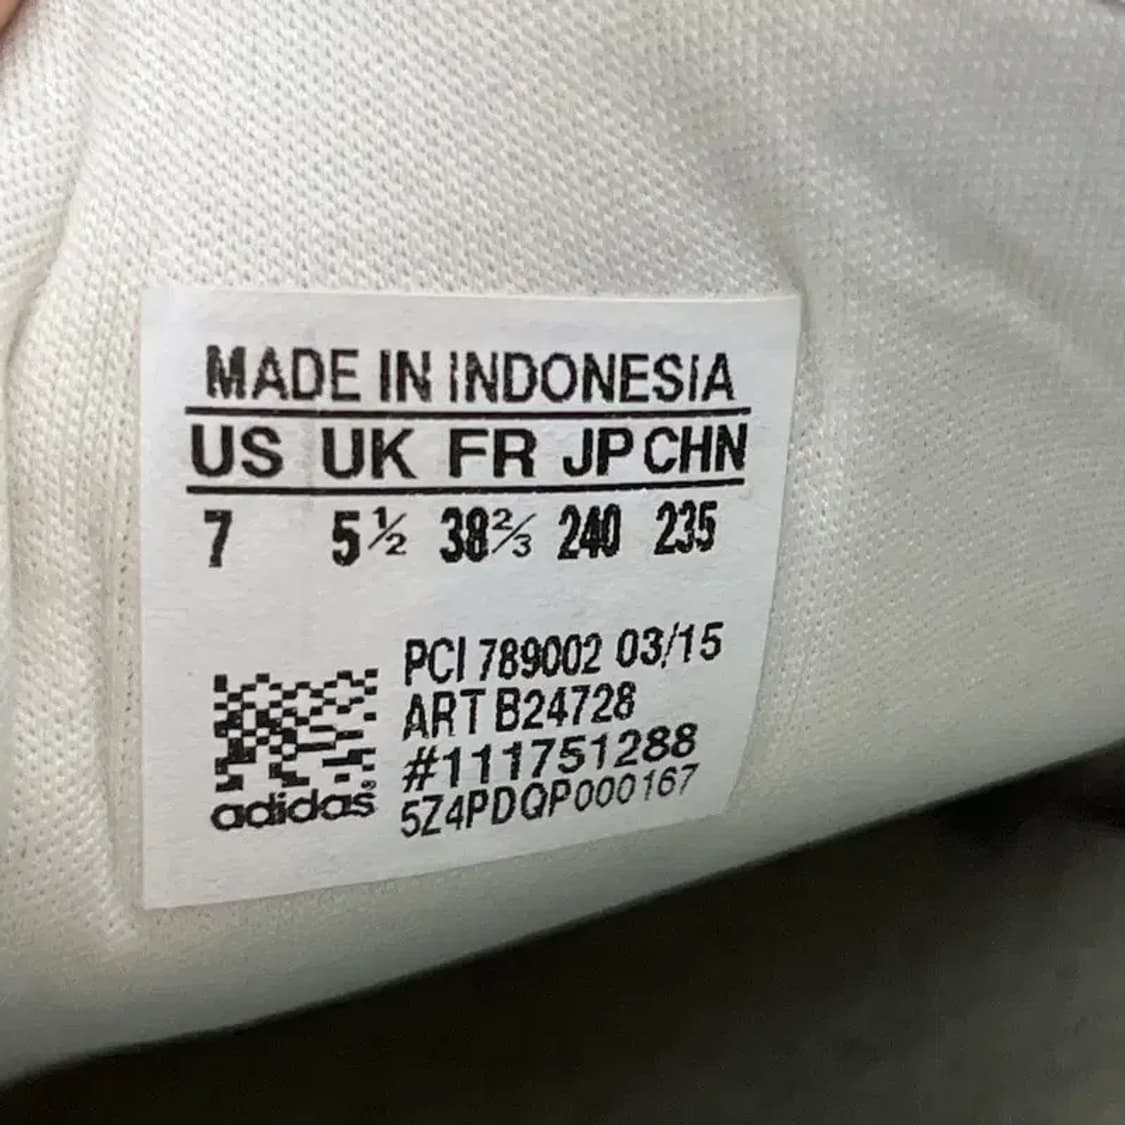 MADE IN INDONESIA
US UK FR JP CHN
7 5½ 38⅔ 240 235
PCI 789002 03/15
ART B24728
#111751288
adidas®
5Z4PDQP000167